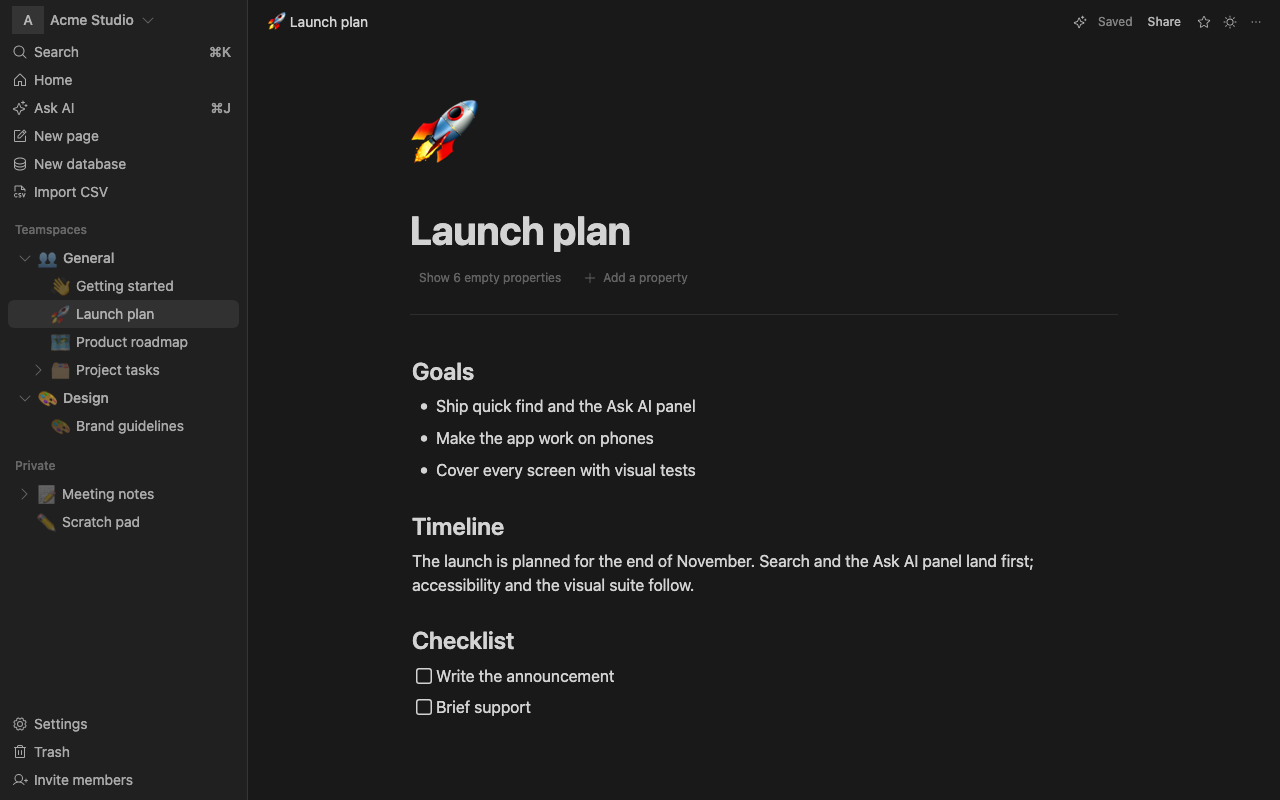 A Acme Studio
Search ⌘K
Home
Ask AI ⌘J
New page
New database
Import CSV
Teamspaces
General
Getting started
Launch plan
Product roadmap
Project tasks
Design
Brand guidelines
Private
Meeting notes
Scratch pad
Settings
Trash
Invite members
Launch plan
Saved Share
Launch plan
Show 6 empty properties Add a property
Goals
Ship quick find and the Ask AI panel
Make the app work on phones
Cover every screen with visual tests
Timeline
The launch is planned for the end of November. Search and the Ask AI panel land first;
accessibility and the visual suite follow.
Checklist
Write the announcement
Brief support